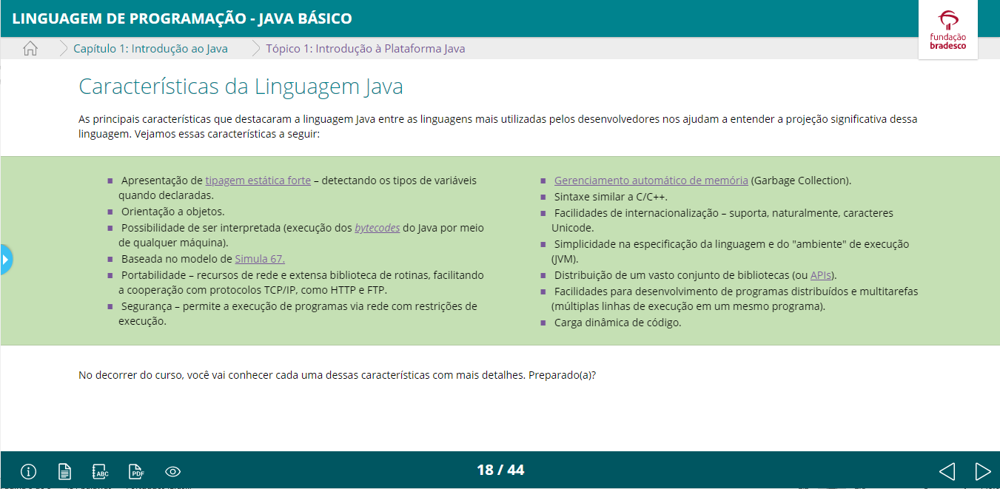 LINGUAGEM DE PROGRAMAÇÃO - JAVA BÁSICO
fundação
bradesco
Capítulo 1: Introdução ao Java
Tópico 1: Introdução à Plataforma Java
Características da Linguagem Java
As principais características que destacaram a linguagem Java entre as linguagens mais utilizadas pelos desenvolvedores nos ajudam a entender a projeção significativa dessa
linguagem. Vejamos essas características a seguir:
Apresentação de tipagem estática forte – detectando os tipos de variáveis
quando declaradas.
Orientação a objetos.
Possibilidade de ser interpretada (execução dos bytecodes do Java por meio
de qualquer máquina).
Baseada no modelo de Simula 67.
Portabilidade – recursos de rede e extensa biblioteca de rotinas, facilitando
a cooperação com protocolos TCP/IP, como HTTP e FTP.
Segurança – permite a execução de programas via rede com restrições de
execução.
Gerenciamento automático de memória (Garbage Collection).
Sintaxe similar a C/C++.
Facilidades de internacionalização – suporta, naturalmente, caracteres
Unicode.
Simplicidade na especificação da linguagem e do "ambiente" de execução
(JVM).
Distribuição de um vasto conjunto de bibliotecas (ou APIs).
Facilidades para desenvolvimento de programas distribuídos e multitarefas
(múltiplas linhas de execução em um mesmo programa).
Carga dinâmica de código.
No decorrer do curso, você vai conhecer cada uma dessas características com mais detalhes. Preparado(a)?
ABC
PDF
18 / 44